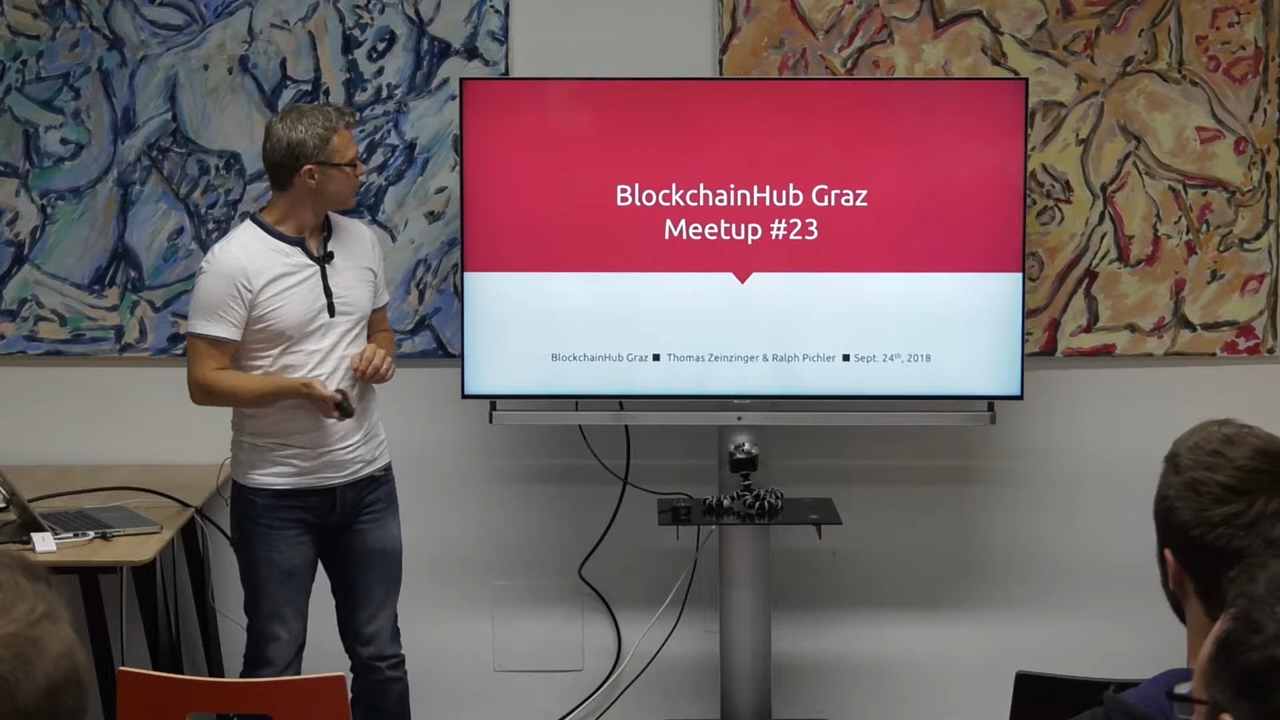 BlockchainHub Graz
Meetup #23
BlockchainHub Graz ■ Thomas Zeinzinger & Ralph Pichler ■ Sept. 24th, 2018